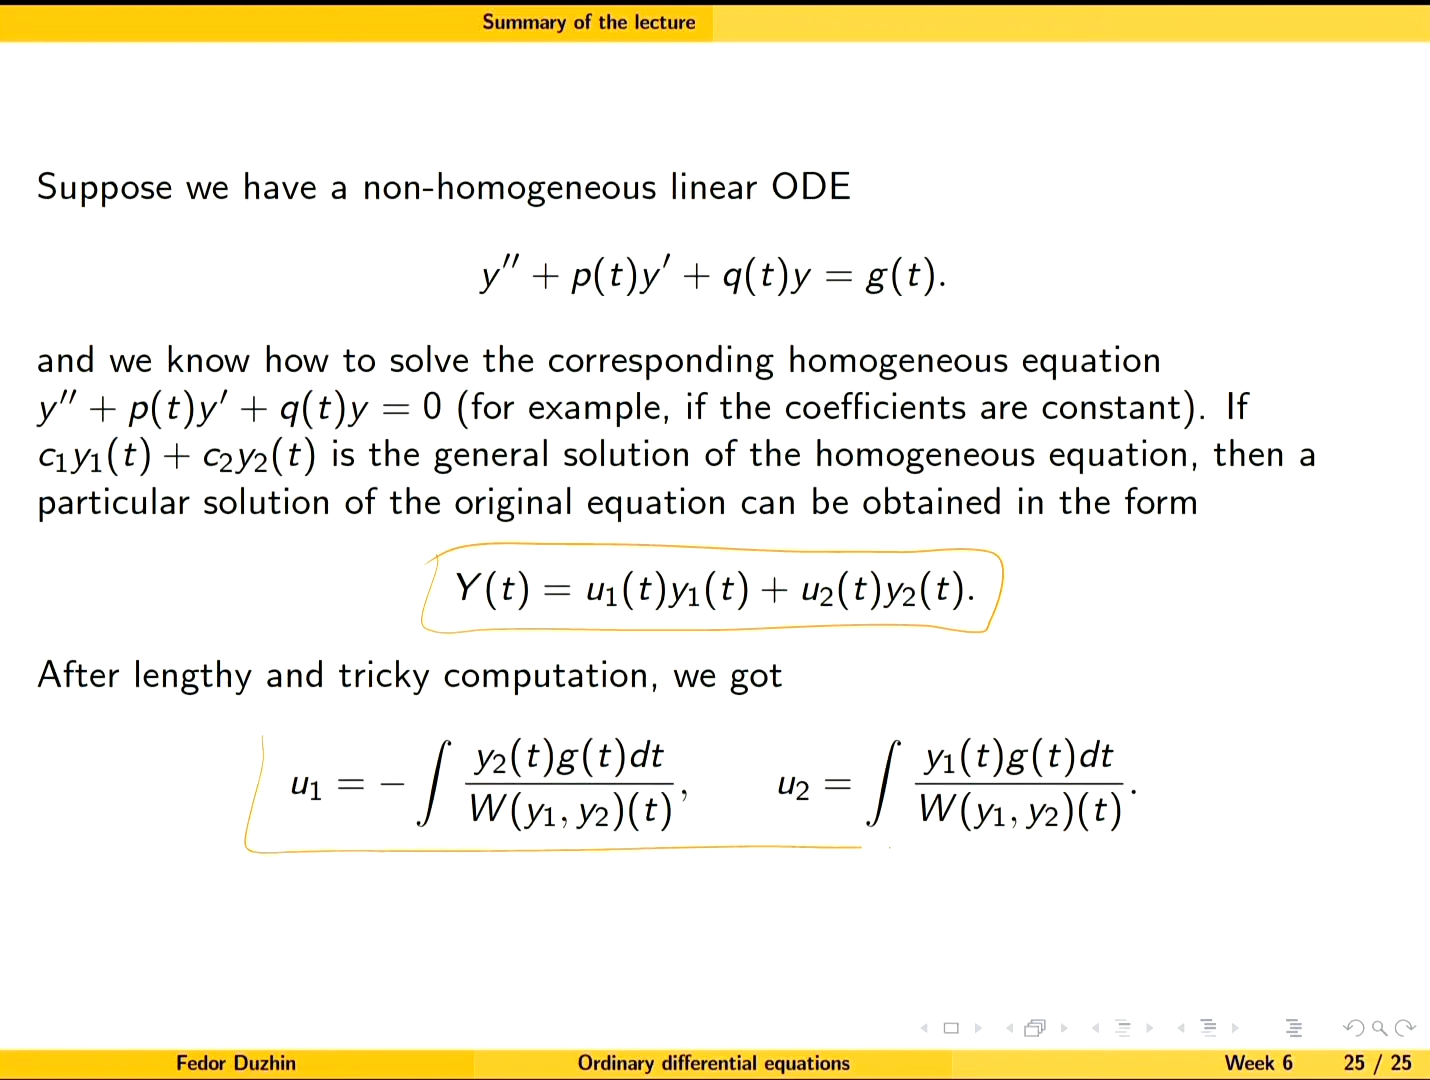 Summary of the lecture
Suppose we have a non-homogeneous linear ODE
y′′ + p(t)y′ + q(t)y = g(t).
and we know how to solve the corresponding homogeneous equation
y′′ + p(t)y′ + q(t)y = 0 (for example, if the coefficients are constant). If
c₁y₁(t) + c₂y₂(t) is the general solution of the homogeneous equation, then a
particular solution of the original equation can be obtained in the form
Y(t) = u₁(t)y₁(t) + u₂(t)y₂(t).
After lengthy and tricky computation, we got
u₁ = − ∫ y₂(t)g(t)dt / W(y₁, y₂)(t), u₂ = ∫ y₁(t)g(t)dt / W(y₁, y₂)(t).
Fedor Duzhin Ordinary differential equations Week 6 25 / 25